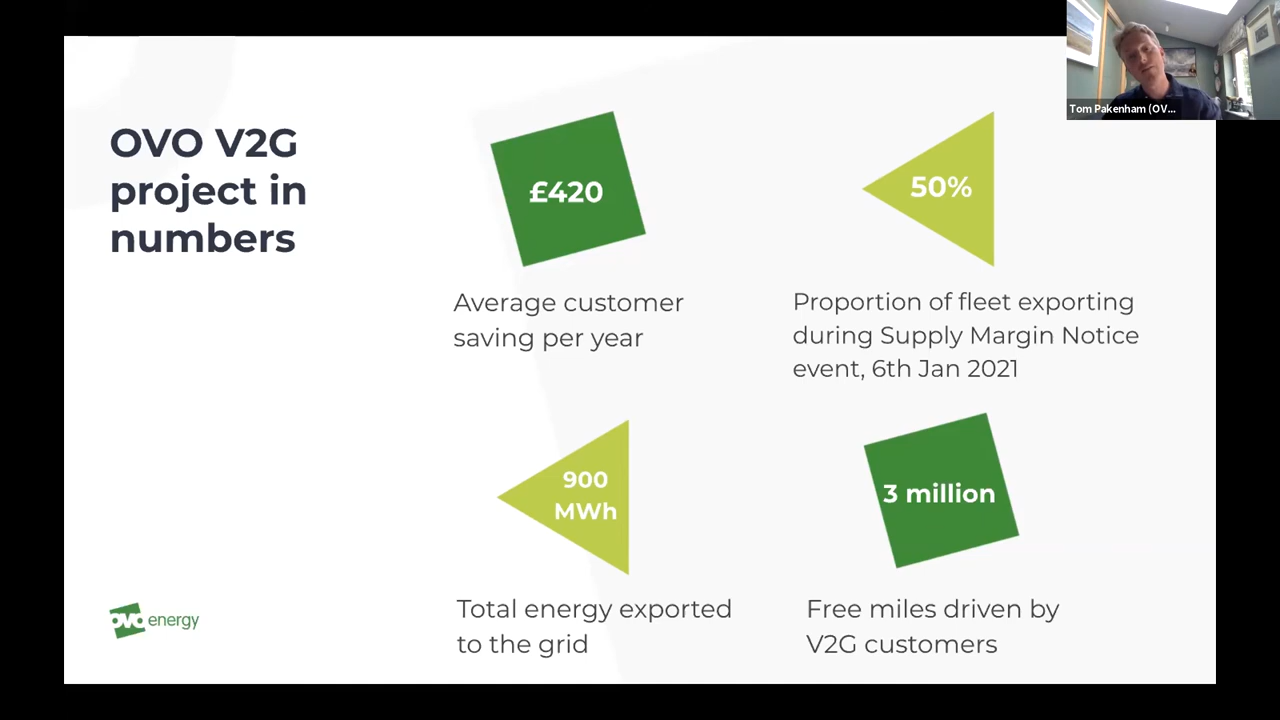 Tom Pakenham (OV...
OVO V2G
project in
numbers
£420
Average customer
saving per year
50%
Proportion of fleet exporting
during Supply Margin Notice
event, 6th Jan 2021
900
MWh
Total energy exported
to the grid
3 million
Free miles driven by
V2G customers
OVO energy